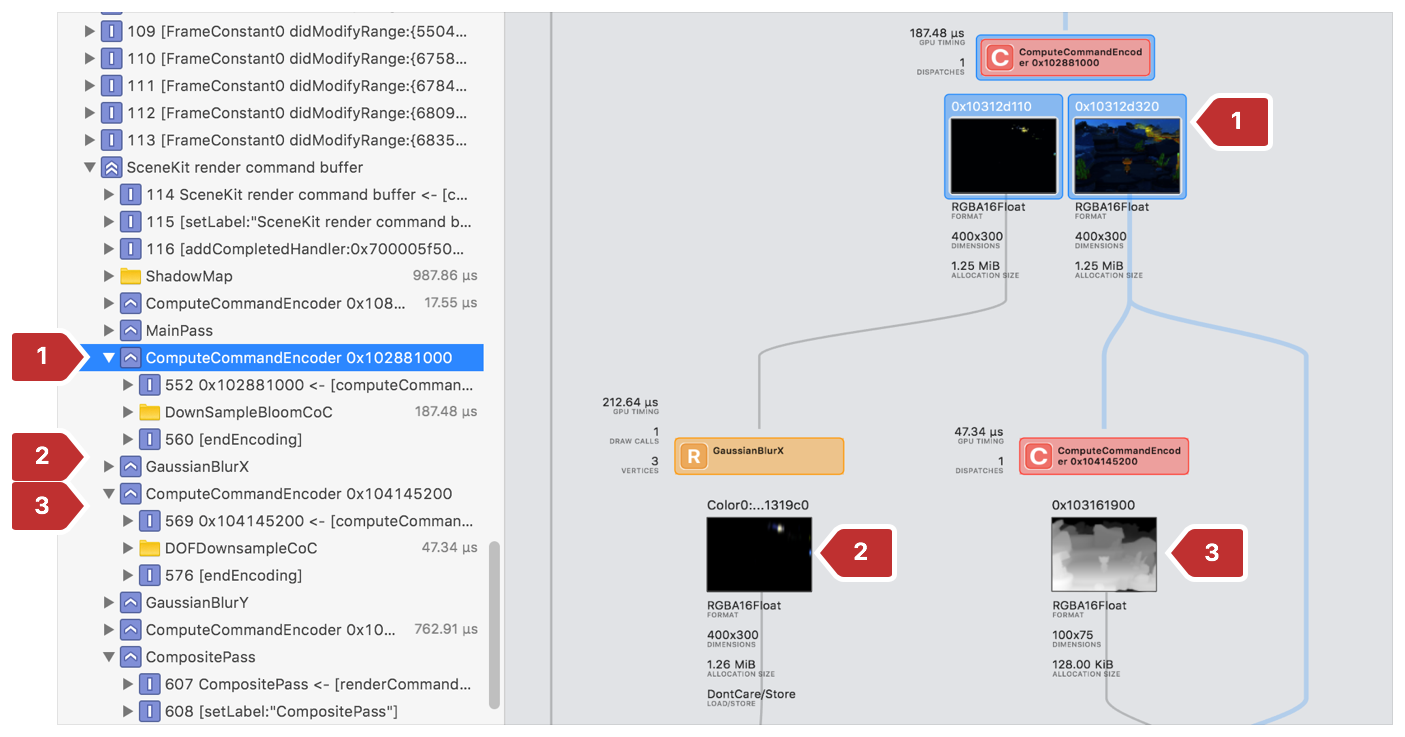 109 [FrameConstant0 didModifyRange:{5504...
110 [FrameConstant0 didModifyRange:{6758...
111 [FrameConstant0 didModifyRange:{6784...
112 [FrameConstant0 didModifyRange:{6809...
113 [FrameConstant0 didModifyRange:{6835...
SceneKit render command buffer
114 SceneKit render command buffer <- [c...
115 [setLabel:"SceneKit render command b...
116 [addCompletedHandler:0x700005f50...
ShadowMap 987.86 µs
ComputeCommandEncoder 0x108... 17.55 µs
MainPass
1
ComputeCommandEncoder 0x102881000
552 0x102881000 <- [computeComman...
DownSampleBloomCoC 187.48 µs
560 [endEncoding]
2
GaussianBlurX
3
ComputeCommandEncoder 0x104145200
569 0x104145200 <- [computeComman...
DOFDownsampleCoC 47.34 µs
576 [endEncoding]
GaussianBlurY
ComputeCommandEncoder 0x10... 762.91 µs
CompositePass
607 CompositePass <- [renderCommand...
608 [setLabel:"CompositePass"]
187.48 µs
GPU TIMING
1
DISPATCHES
C
ComputeCommandEncod
er 0x102881000
0x10312d110
RGBA16Float
FORMAT
400x300
DIMENSIONS
1.25 MiB
ALLOCATION SIZE
0x10312d320
1
RGBA16Float
FORMAT
400x300
DIMENSIONS
1.25 MiB
ALLOCATION SIZE
212.64 µs
GPU TIMING
1
DRAW CALLS
3
VERTICES
R
GaussianBlurX
Color0:...1319c0
2
RGBA16Float
FORMAT
400x300
DIMENSIONS
1.26 MiB
ALLOCATION SIZE
DontCare/Store
LOAD/STORE
47.34 µs
GPU TIMING
1
DISPATCHES
C
ComputeCommandEncod
er 0x104145200
0x103161900
3
RGBA16Float
FORMAT
100x75
DIMENSIONS
128.00 KiB
ALLOCATION SIZE